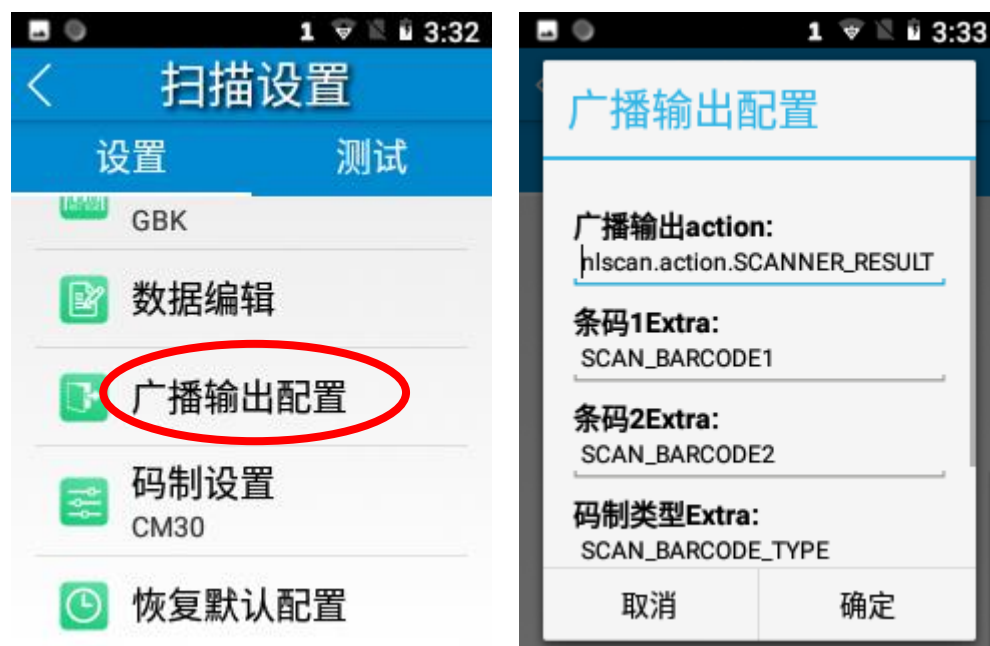 1 3:32
扫描设置
设置 测试
GBK
数据编辑
广播输出配置
码制设置
CM30
恢复默认配置
1 3:33
广播输出配置
广播输出action:
nlscan.action.SCANNER_RESULT
条码1Extra:
SCAN_BARCODE1
条码2Extra:
SCAN_BARCODE2
码制类型Extra:
SCAN_BARCODE_TYPE
取消 确定